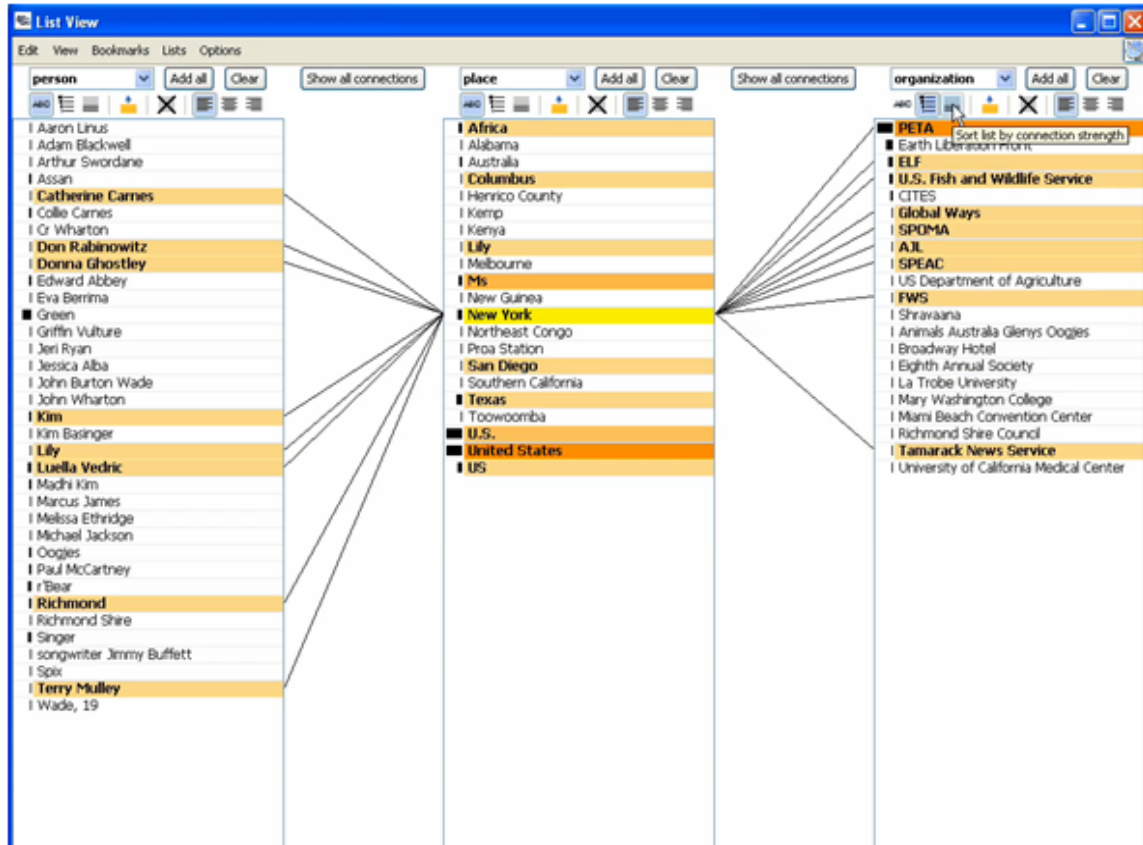 List View
Edit View Bookmarks Lists Options
person Add all Clear Show all connections place Add all Clear Show all connections organization Add all Clear
ABC ABC ABC
Sort list by connection strength
Aaron Linus
Adam Blackwell
Arthur Swordane
Assan
Catherine Carnes
Collie Carnes
Cr Wharton
Don Rabinowitz
Donna Ghostley
Edward Abbey
Eva Berrima
Green
Griffin Vulture
Jeri Ryan
Jessica Alba
John Burton Wade
John Wharton
Kim
Kim Basinger
Lily
Luella Vedric
Madhi Kim
Marcus James
Melissa Ethridge
Michael Jackson
Oogjes
Paul McCartney
r'Bear
Richmond
Richmond Shire
Singer
songwriter Jimmy Buffett
Spix
Terry Mulley
Wade, 19
Africa
Alabama
Australia
Columbus
Henrico County
Kemp
Kenya
Lily
Melbourne
Ms
New Guinea
New York
Northeast Congo
Proa Station
San Diego
Southern California
Texas
Toowoomba
U.S.
United States
US
PETA
Earth Liberation Front
ELF
U.S. Fish and Wildlife Service
CITES
Global Ways
SPOMA
AJL
SPEAC
US Department of Agriculture
FWS
Shravaana
Animals Australia Glenys Oogjes
Broadway Hotel
Eighth Annual Society
La Trobe University
Mary Washington College
Miami Beach Convention Center
Richmond Shire Council
Tamarack News Service
University of California Medical Center